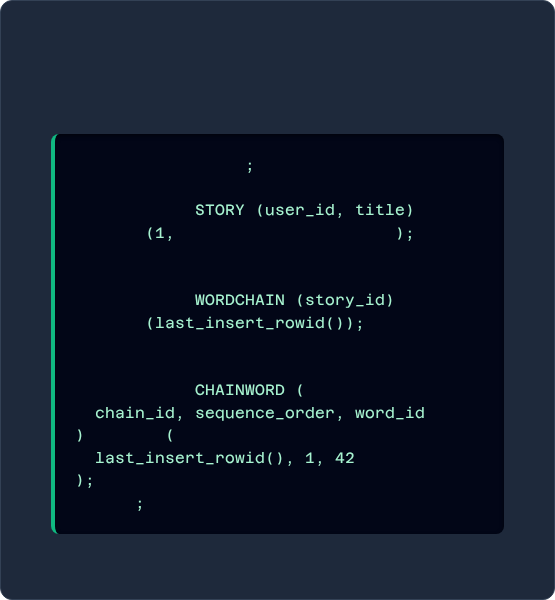 ;
STORY (user_id, title)
(1, );
WORDCHAIN (story_id)
(last_insert_rowid());
CHAINWORD (
chain_id, sequence_order, word_id
) (
last_insert_rowid(), 1, 42
);
;